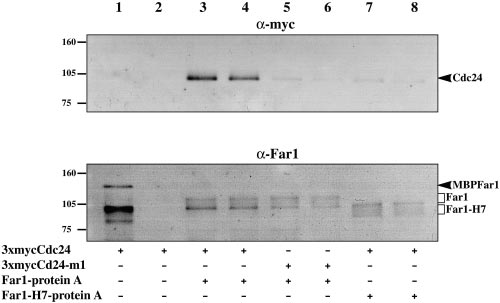 1 2 3 4 5 6 7 8
α-myc
160
105
75
Cdc24
α-Far1
160
105
75
MBPFar1
Far1
Far1-H7
3xmycCdc24 + + + + – – + +
3xmycCd24-m1 – – – – + + – –
Far1-protein A – – + + + + – –
Far1-H7-protein A – – – – – – + +